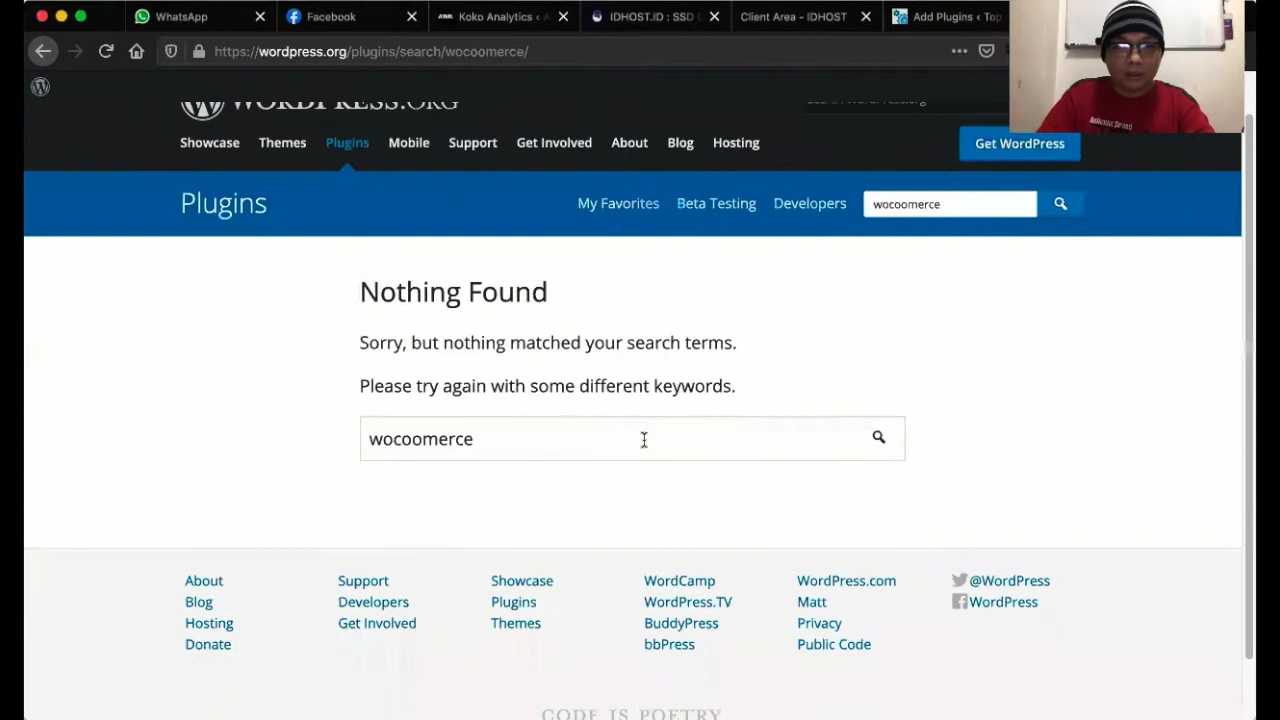 WhatsApp
Facebook
Koko Analytics ‹
IDHOST.ID : SSD
Client Area - IDHOST
Add Plugins ‹ Top
https://wordpress.org/plugins/search/wocoomerce/
WORDPRESS.ORG
Showcase Themes Plugins Mobile Support Get Involved About Blog Hosting
Get WordPress
Plugins
My Favorites Beta Testing Developers
wocoomerce
Nothing Found
Sorry, but nothing matched your search terms.
Please try again with some different keywords.
wocoomerce
About Support Showcase WordCamp WordPress.com @WordPress
Blog Developers Plugins WordPress.TV Matt WordPress
Hosting Get Involved Themes BuddyPress Privacy
Donate bbPress Public Code
CODE IS POETRY